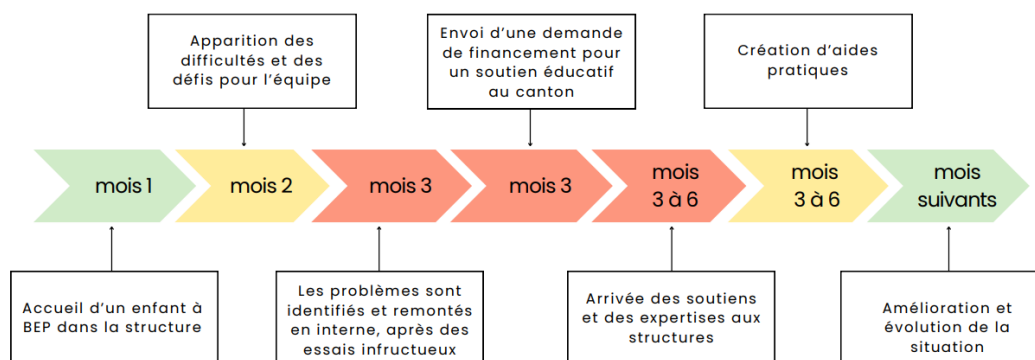 Apparition des
difficultés et des
défis pour l'équipe
Envoi d'une demande
de financement pour
un soutien éducatif
au canton
Création d'aides
pratiques
mois 1
mois 2
mois 3
mois 3
mois
3 à 6
mois
3 à 6
mois
suivants
Accueil d'un enfant à
BEP dans la structure
Les problèmes sont
identifiés et remontés
en interne, après des
essais infructueux
Arrivée des soutiens
et des expertises aux
structures
Amélioration et
évolution de la
situation